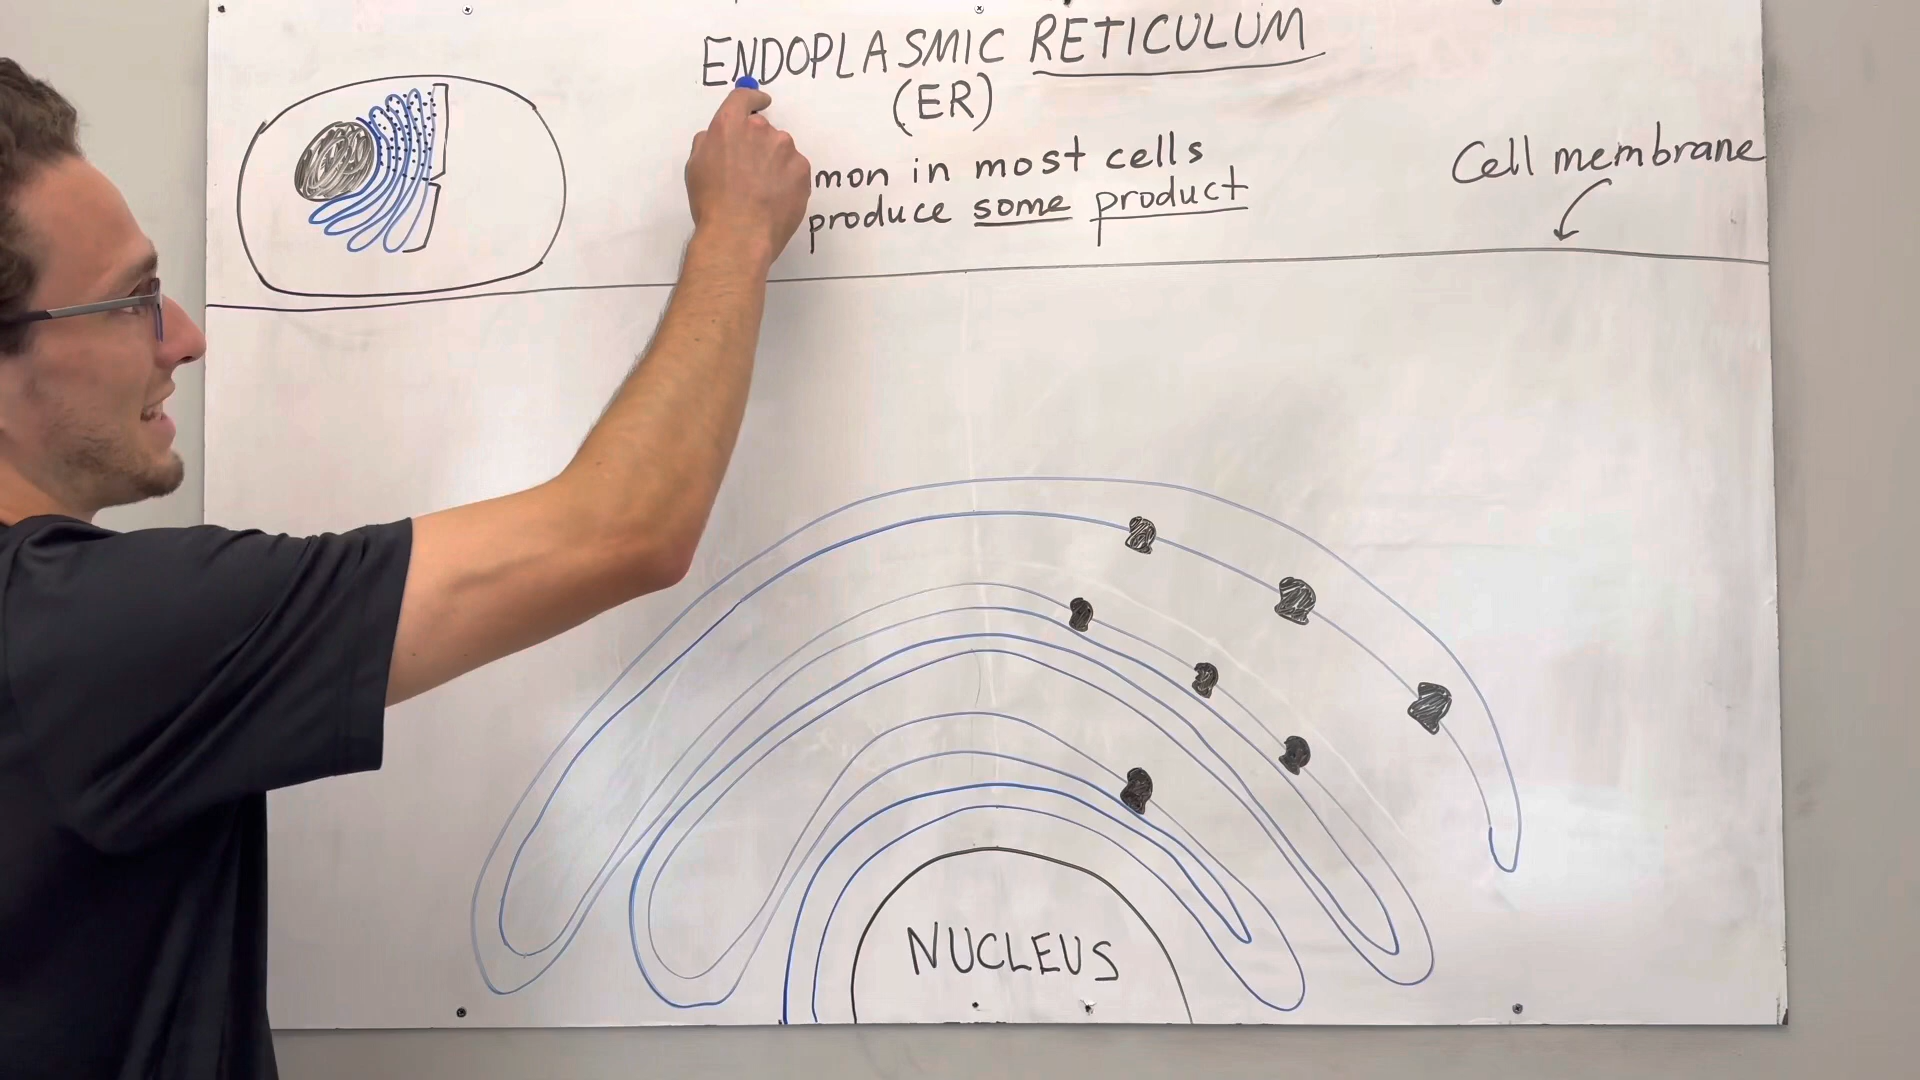 ENDOPLASMIC RETICULUM
(ER)
mon in most cells
produce some product
Cell membrane
NUCLEUS